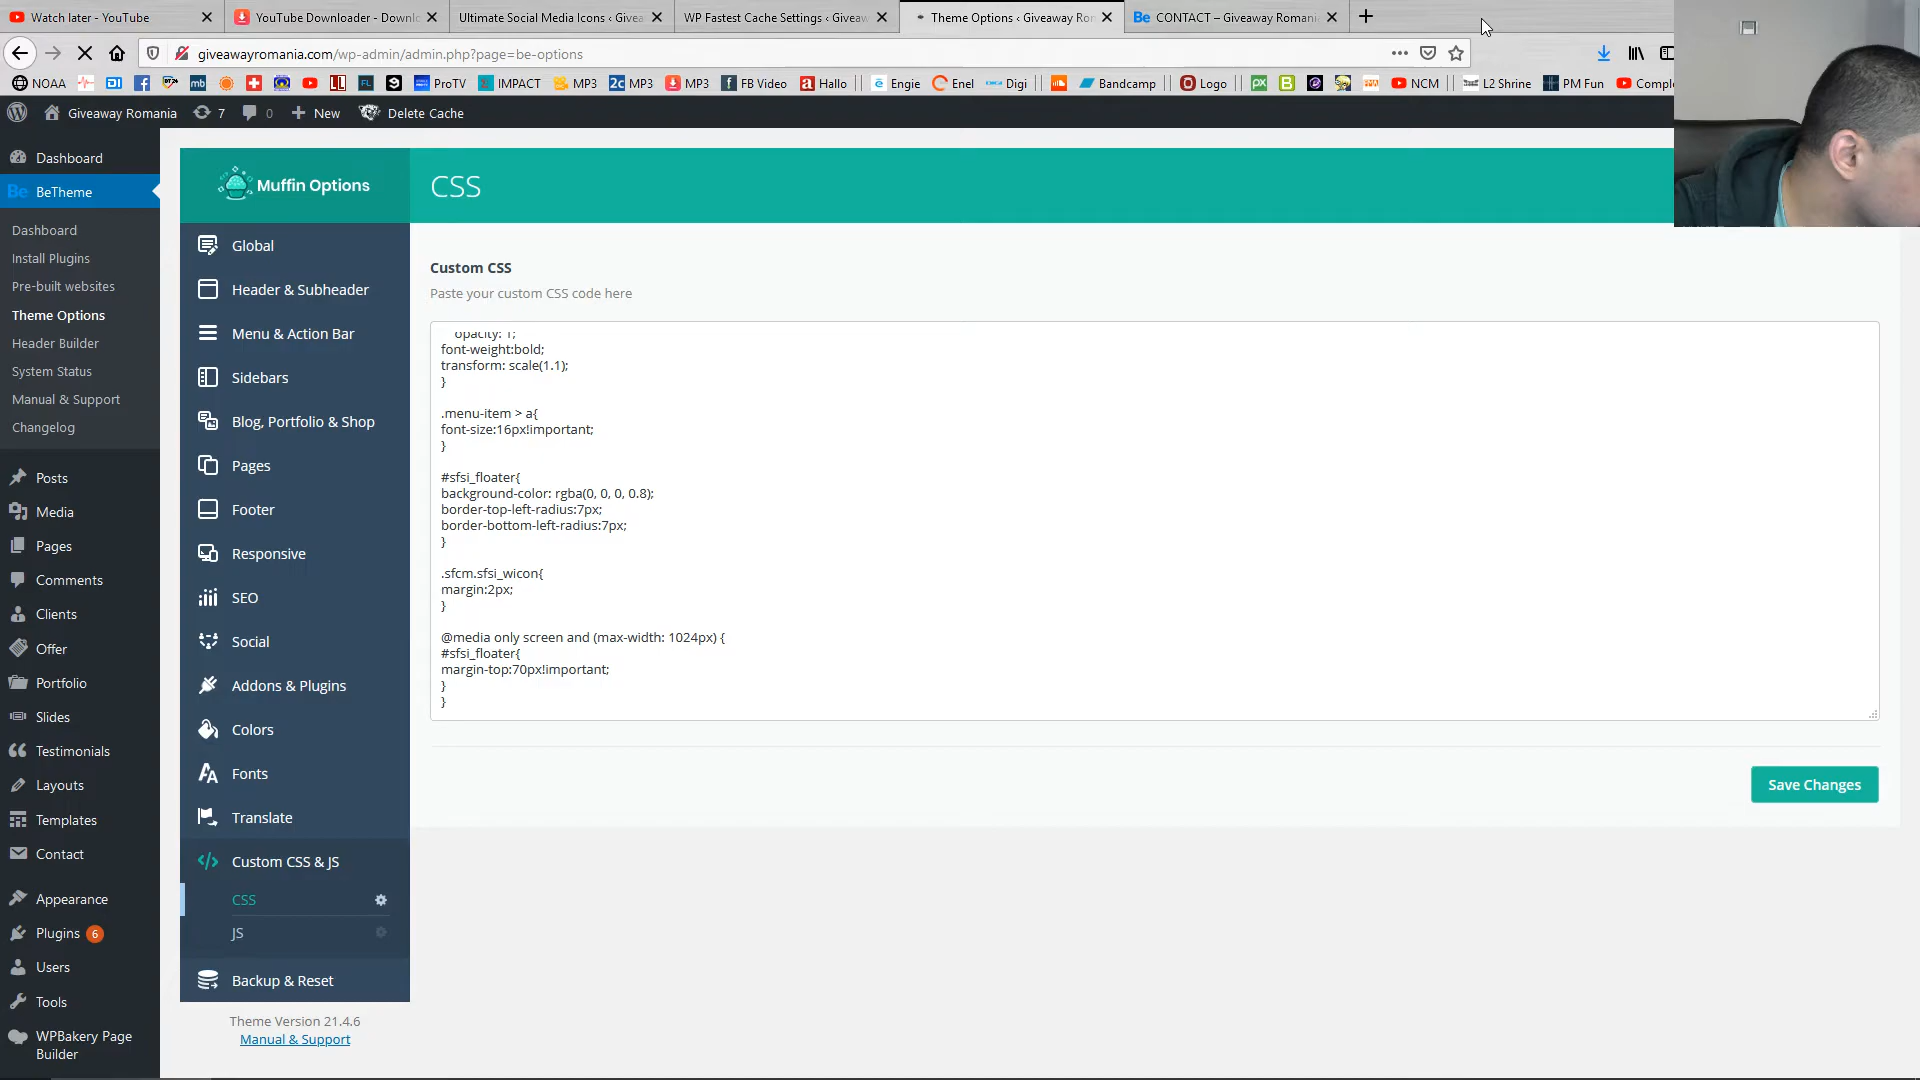 Watch later - YouTube
YouTube Downloader - Downl
Ultimate Social Media Icons ‹ Givea
WP Fastest Cache Settings ‹ Giveaw
Theme Options ‹ Giveaway Ro
Be CONTACT – Giveaway Romani
giveawayromania.com/wp-admin/admin.php?page=be-options
NOAA
mb
FL
ProTV
IMPACT
MP3
2c MP3
MP3
FB Video
a Hallo
Engie
Enel
Digi
Bandcamp
Logo
NCM
L2 Shrine
PM Fun
Comple
Giveaway Romania
7
0
New
Delete Cache
Dashboard
Be BeTheme
Dashboard
Install Plugins
Pre-built websites
Theme Options
Header Builder
System Status
Manual & Support
Changelog
Posts
Media
Pages
Comments
Clients
Offer
Portfolio
Slides
Testimonials
Layouts
Templates
Contact
Appearance
Plugins 6
Users
Tools
WPBakery Page
Builder
Muffin Options
Global
Header & Subheader
Menu & Action Bar
Sidebars
Blog, Portfolio & Shop
Pages
Footer
Responsive
SEO
Social
Addons & Plugins
Colors
Fonts
Translate
Custom CSS & JS
CSS
JS
Backup & Reset
Theme Version 21.4.6
Manual & Support
CSS
Custom CSS
Paste your custom CSS code here
opacity: 1;
font-weight:bold;
transform: scale(1.1);
}
.menu-item > a{
font-size:16px!important;
}
#sfsi_floater{
background-color: rgba(0, 0, 0, 0.8);
border-top-left-radius:7px;
border-bottom-left-radius:7px;
}
.sfcm.sfsi_wicon{
margin:2px;
}
@media only screen and (max-width: 1024px) {
#sfsi_floater{
margin-top:70px!important;
}
}
Save Changes